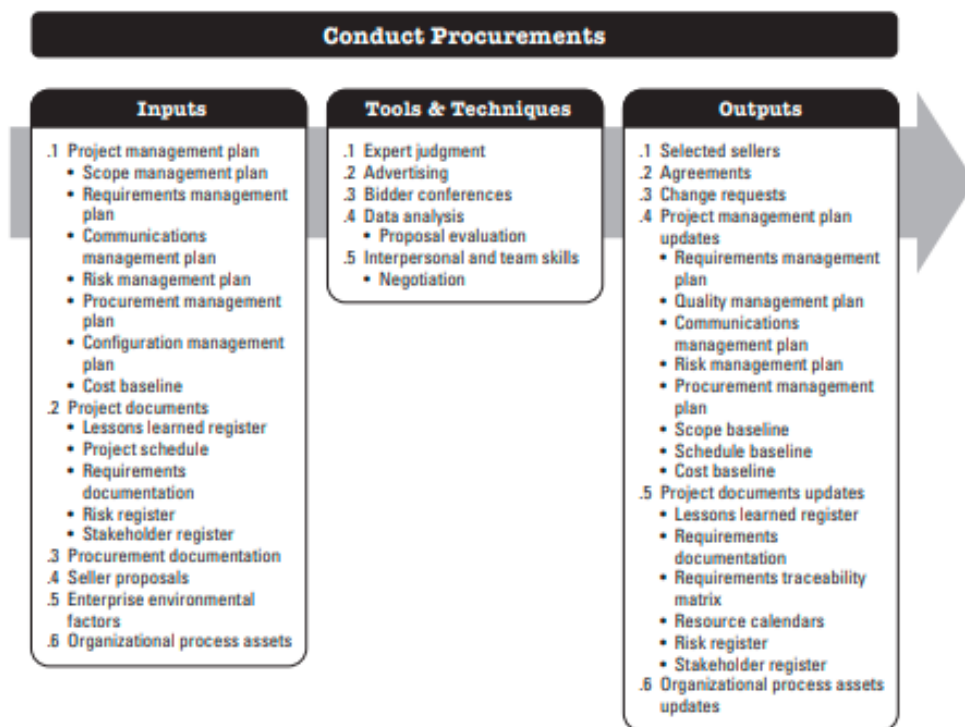 Conduct Procurements
Inputs
.1 Project management plan
• Scope management plan
• Requirements management
plan
• Communications
management plan
• Risk management plan
• Procurement management
plan
• Configuration management
plan
• Cost baseline
.2 Project documents
• Lessons learned register
• Project schedule
• Requirements
documentation
• Risk register
• Stakeholder register
.3 Procurement documentation
.4 Seller proposals
.5 Enterprise environmental
factors
.6 Organizational process assets
Tools & Techniques
.1 Expert judgment
.2 Advertising
.3 Bidder conferences
.4 Data analysis
• Proposal evaluation
.5 Interpersonal and team skills
• Negotiation
Outputs
.1 Selected sellers
.2 Agreements
.3 Change requests
.4 Project management plan
updates
• Requirements management
plan
• Quality management plan
• Communications
management plan
• Risk management plan
• Procurement management
plan
• Scope baseline
• Schedule baseline
• Cost baseline
.5 Project documents updates
• Lessons learned register
• Requirements
documentation
• Requirements traceability
matrix
• Resource calendars
• Risk register
• Stakeholder register
.6 Organizational process assets
updates